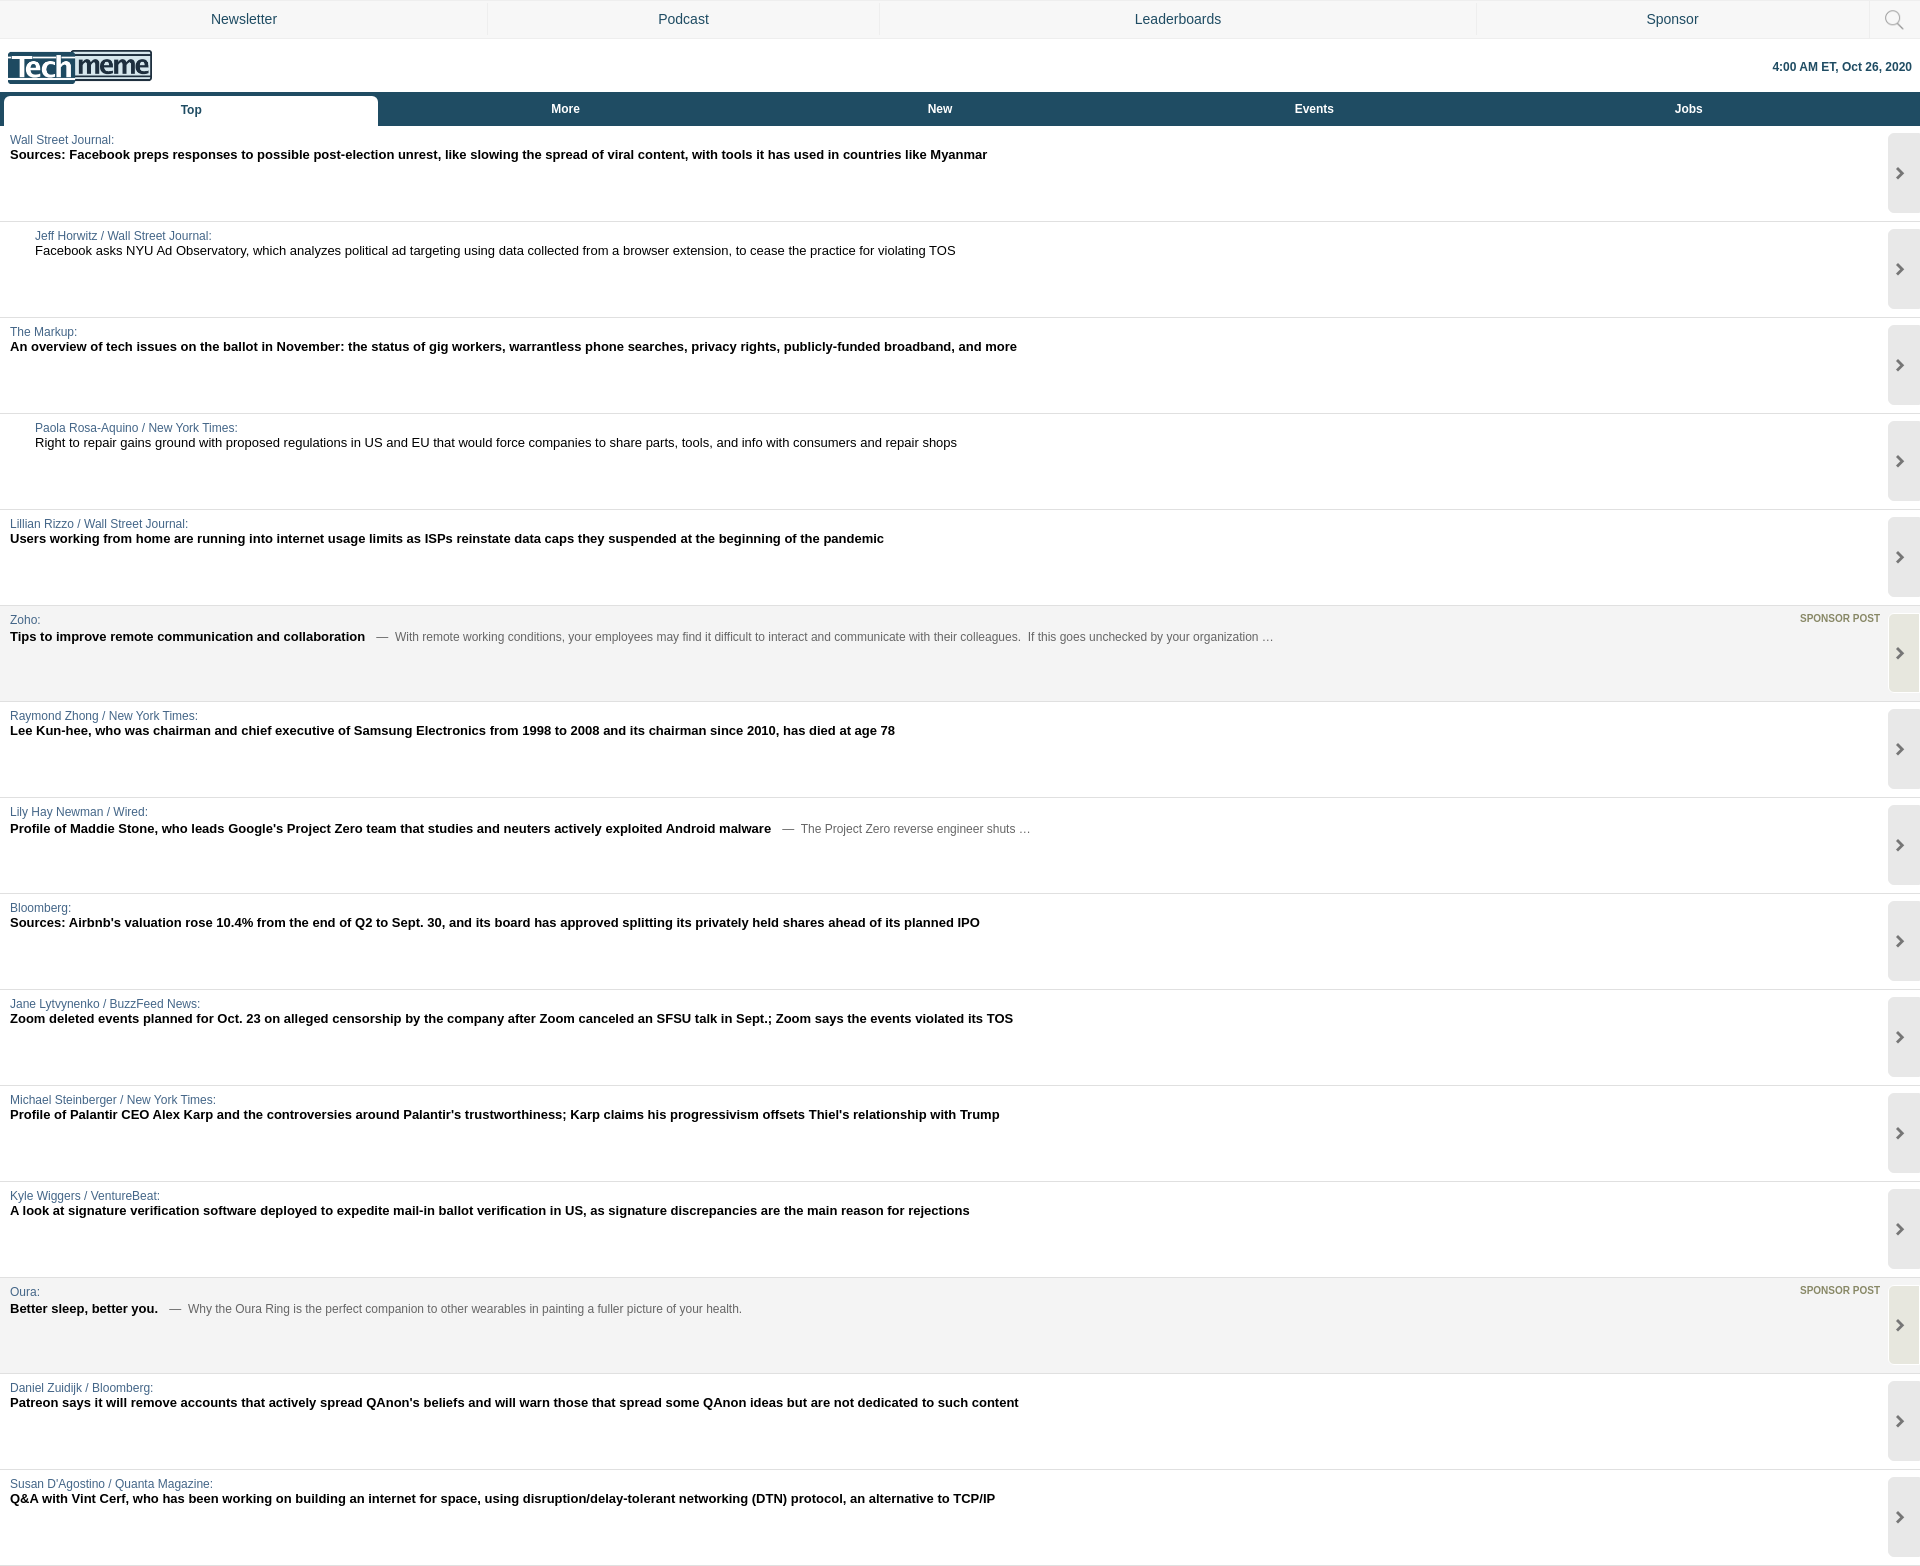 Newsletter
Podcast
Leaderboards
Sponsor
Techmeme
4:00 AM ET, Oct 26, 2020
Top
More
New
Events
Jobs
Wall Street Journal:
Sources: Facebook preps responses to possible post-election unrest, like slowing the spread of viral content, with tools it has used in countries like Myanmar
Jeff Horwitz / Wall Street Journal:
Facebook asks NYU Ad Observatory, which analyzes political ad targeting using data collected from a browser extension, to cease the practice for violating TOS
The Markup:
An overview of tech issues on the ballot in November: the status of gig workers, warrantless phone searches, privacy rights, publicly-funded broadband, and more
Paola Rosa-Aquino / New York Times:
Right to repair gains ground with proposed regulations in US and EU that would force companies to share parts, tools, and info with consumers and repair shops
Lillian Rizzo / Wall Street Journal:
Users working from home are running into internet usage limits as ISPs reinstate data caps they suspended at the beginning of the pandemic
Zoho:
SPONSOR POST
Tips to improve remote communication and collaboration — With remote working conditions, your employees may find it difficult to interact and communicate with their colleagues. If this goes unchecked by your organization …
Raymond Zhong / New York Times:
Lee Kun-hee, who was chairman and chief executive of Samsung Electronics from 1998 to 2008 and its chairman since 2010, has died at age 78
Lily Hay Newman / Wired:
Profile of Maddie Stone, who leads Google's Project Zero team that studies and neuters actively exploited Android malware — The Project Zero reverse engineer shuts …
Bloomberg:
Sources: Airbnb's valuation rose 10.4% from the end of Q2 to Sept. 30, and its board has approved splitting its privately held shares ahead of its planned IPO
Jane Lytvynenko / BuzzFeed News:
Zoom deleted events planned for Oct. 23 on alleged censorship by the company after Zoom canceled an SFSU talk in Sept.; Zoom says the events violated its TOS
Michael Steinberger / New York Times:
Profile of Palantir CEO Alex Karp and the controversies around Palantir's trustworthiness; Karp claims his progressivism offsets Thiel's relationship with Trump
Kyle Wiggers / VentureBeat:
A look at signature verification software deployed to expedite mail-in ballot verification in US, as signature discrepancies are the main reason for rejections
Oura:
SPONSOR POST
Better sleep, better you. — Why the Oura Ring is the perfect companion to other wearables in painting a fuller picture of your health.
Daniel Zuidijk / Bloomberg:
Patreon says it will remove accounts that actively spread QAnon's beliefs and will warn those that spread some QAnon ideas but are not dedicated to such content
Susan D'Agostino / Quanta Magazine:
Q&A with Vint Cerf, who has been working on building an internet for space, using disruption/delay-tolerant networking (DTN) protocol, an alternative to TCP/IP